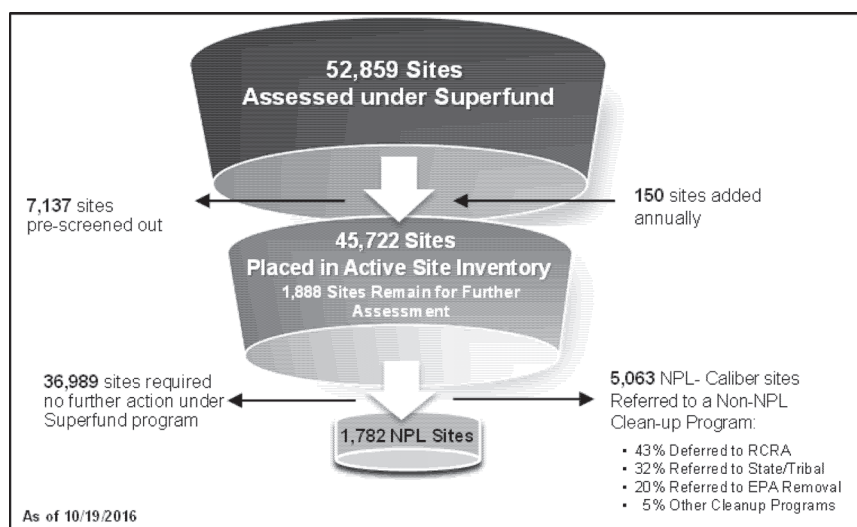 52,859 Sites
Assessed under Superfund
7,137 sites
pre-screened out
150 sites added
annually
45,722 Sites
Placed in Active Site Inventory
1,888 Sites Remain for Further
Assessment
36,989 sites required
no further action under
Superfund program
5,063 NPL- Caliber sites
Referred to a Non-NPL
Clean-up Program:
• 43% Deferred to RCRA
• 32% Referred to State/Tribal
• 20% Referred to EPA Removal
• 5% Other Cleanup Programs
1,782 NPL Sites
As of 10/19/2016